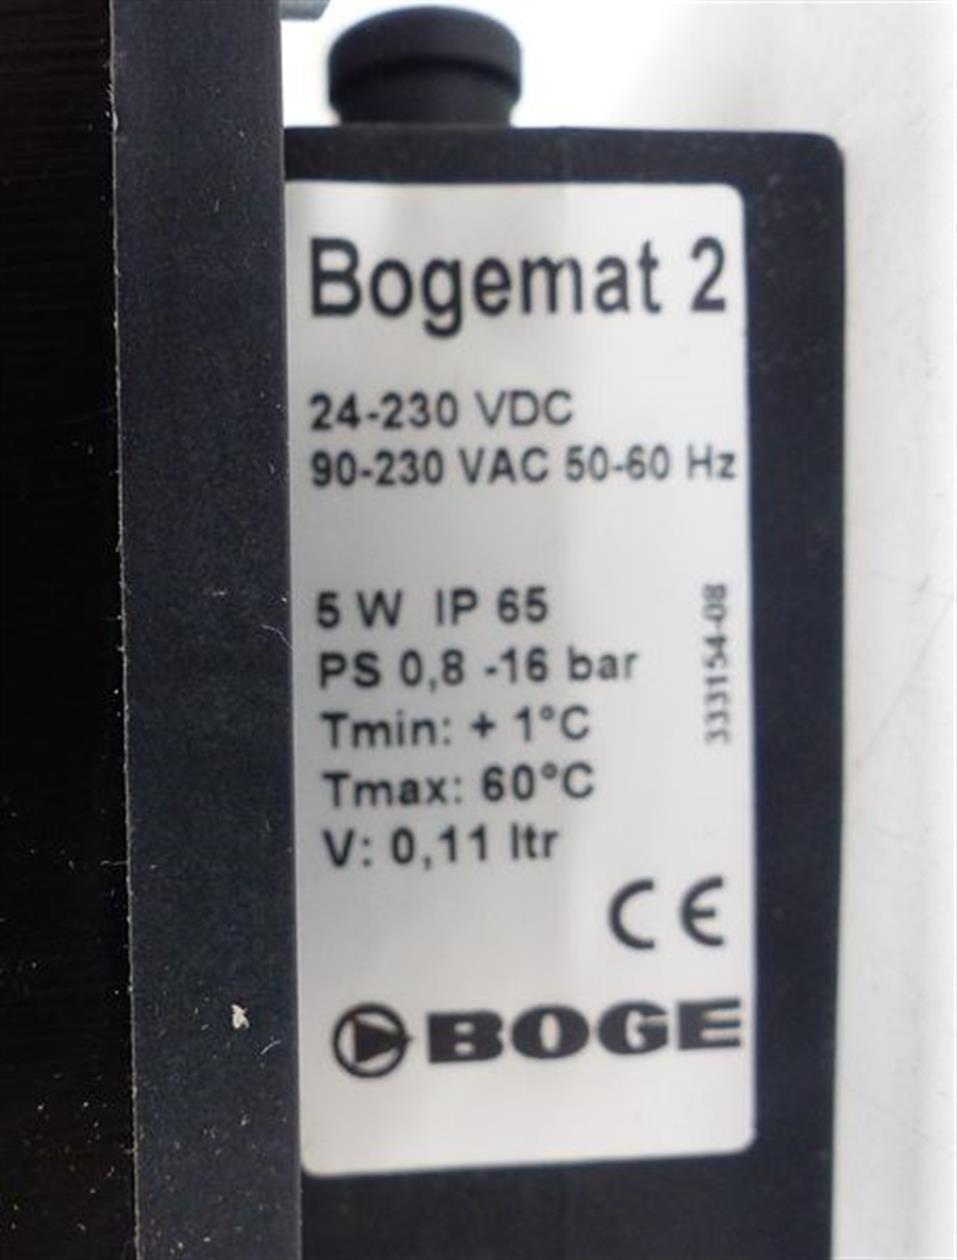 Bogemat 2
24-230 VDC
90-230 VAC 50-60 Hz
5 W IP 65
PS 0,8 -16 bar
Tmin: + 1°C
Tmax: 60°C
V: 0,11 ltr
333154-08
CE
BOGE